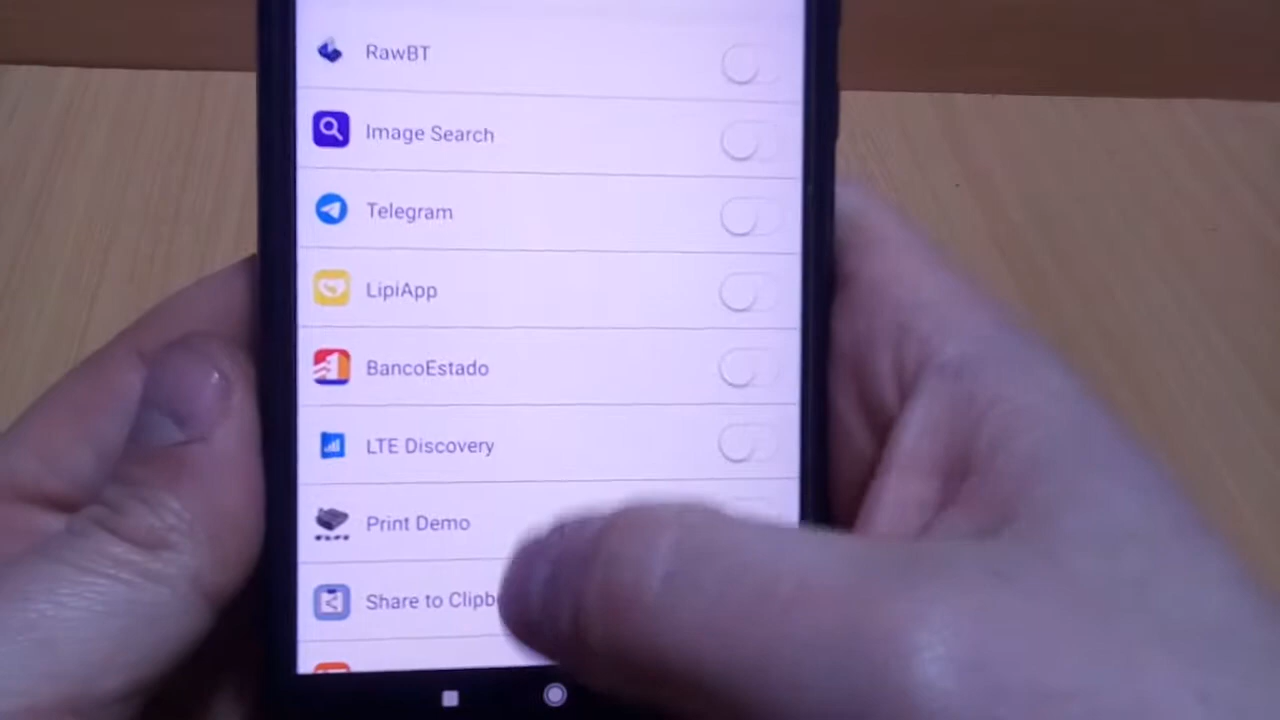 RawBT
Image Search
Telegram
LipiApp
BancoEstado
LTE Discovery
Print Demo
Share to Clipb